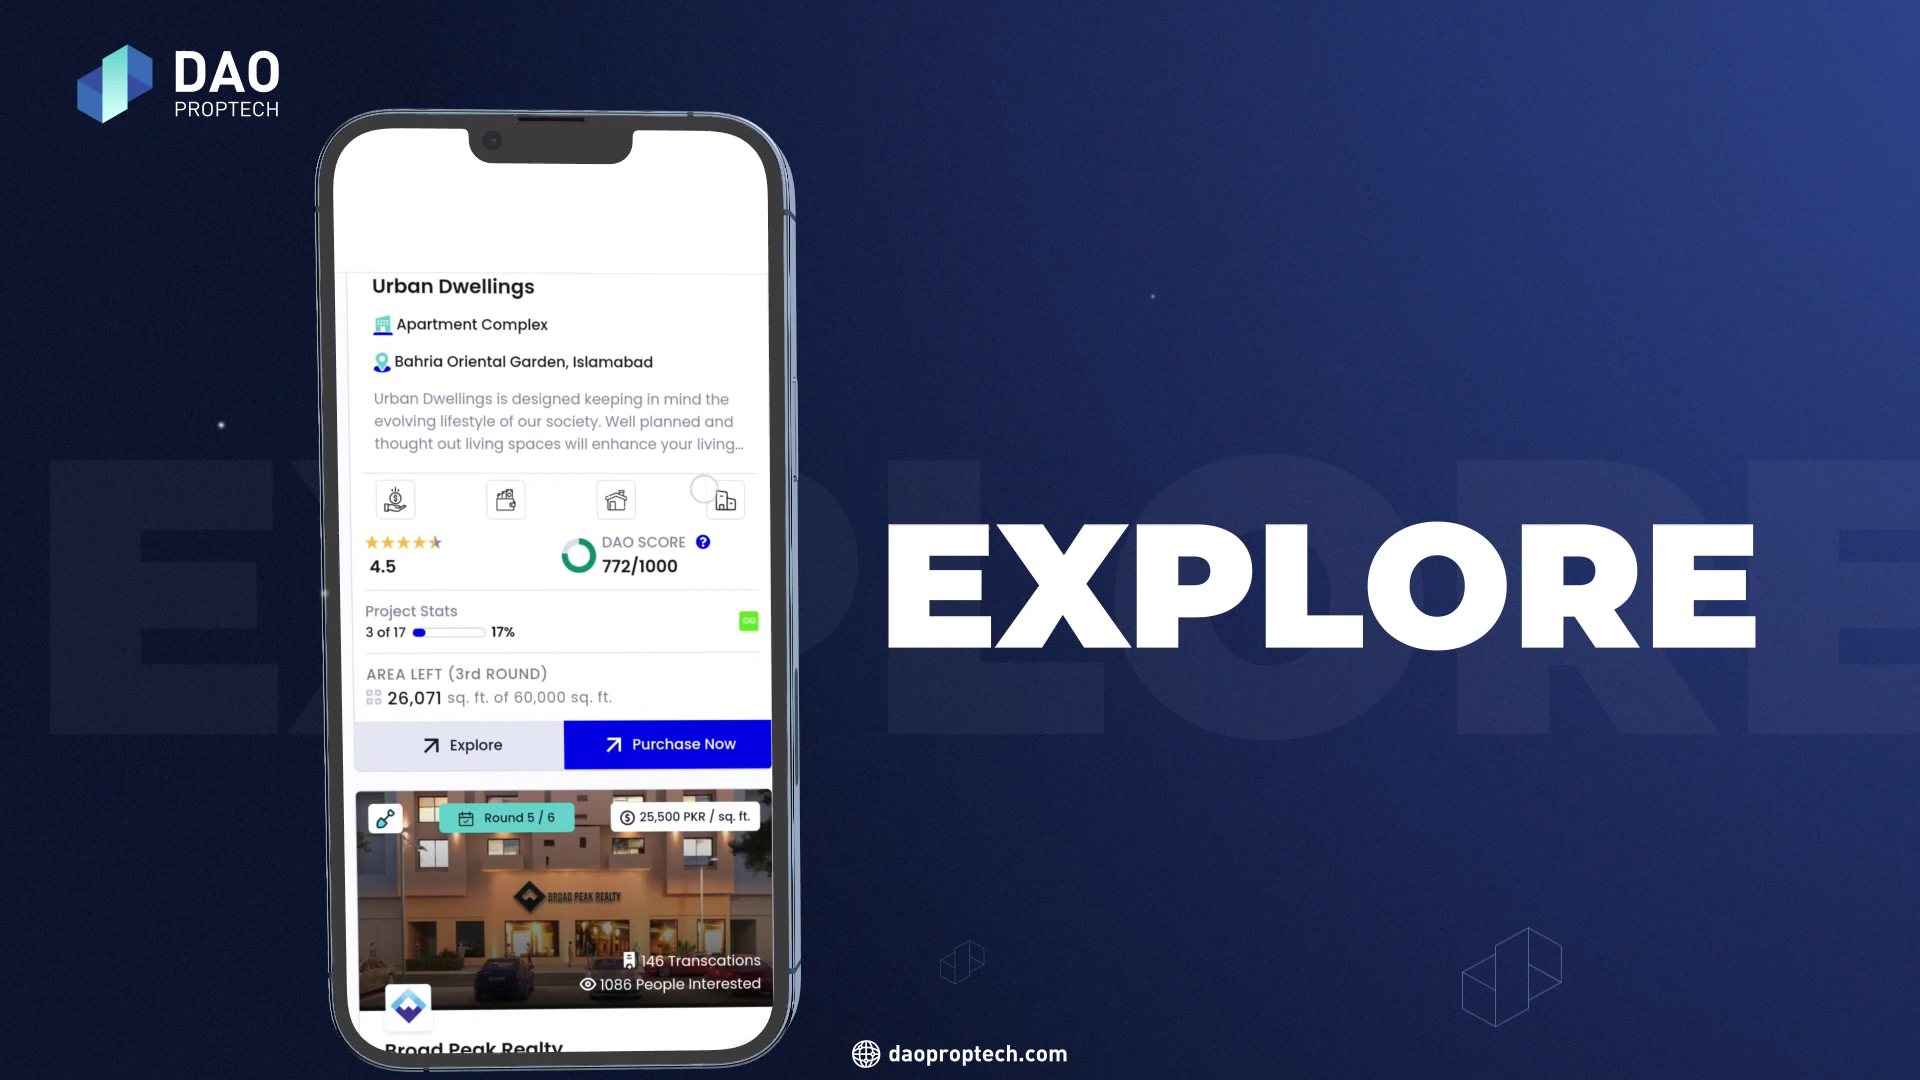 DAO
PROPTECH
Urban Dwellings
Apartment Complex
Bahria Oriental Garden, Islamabad
Urban Dwellings is designed keeping in mind the
evolving lifestyle of our society. Well planned and
thought out living spaces will enhance your living...
4.5
DAO SCORE ?
772/1000
Project Stats
3 of 17 17%
OG
AREA LEFT (3rd ROUND)
26,071 sq. ft. of 60,000 sq. ft.
Explore
Purchase Now
Round 5 / 6
25,500 PKR / sq. ft.
BROAD PEAK REALTY
146 Transcations
1086 People Interested
Broad Peak Realty
EXPLORE
EXPLORE
daoproptech.com